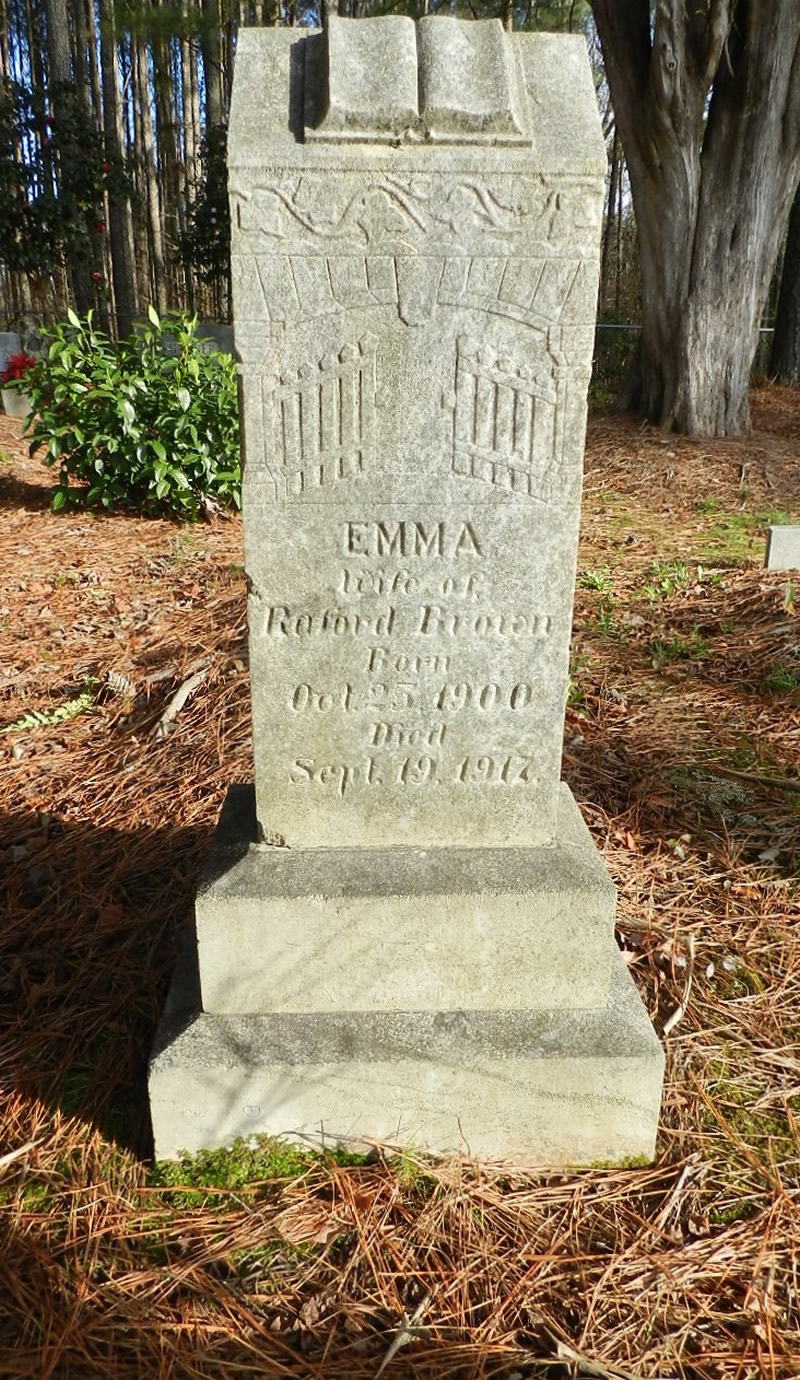 EMMA
Wife of
Raford Brown
Born
Oct. 25, 1900
Died
Sept. 19, 1917.